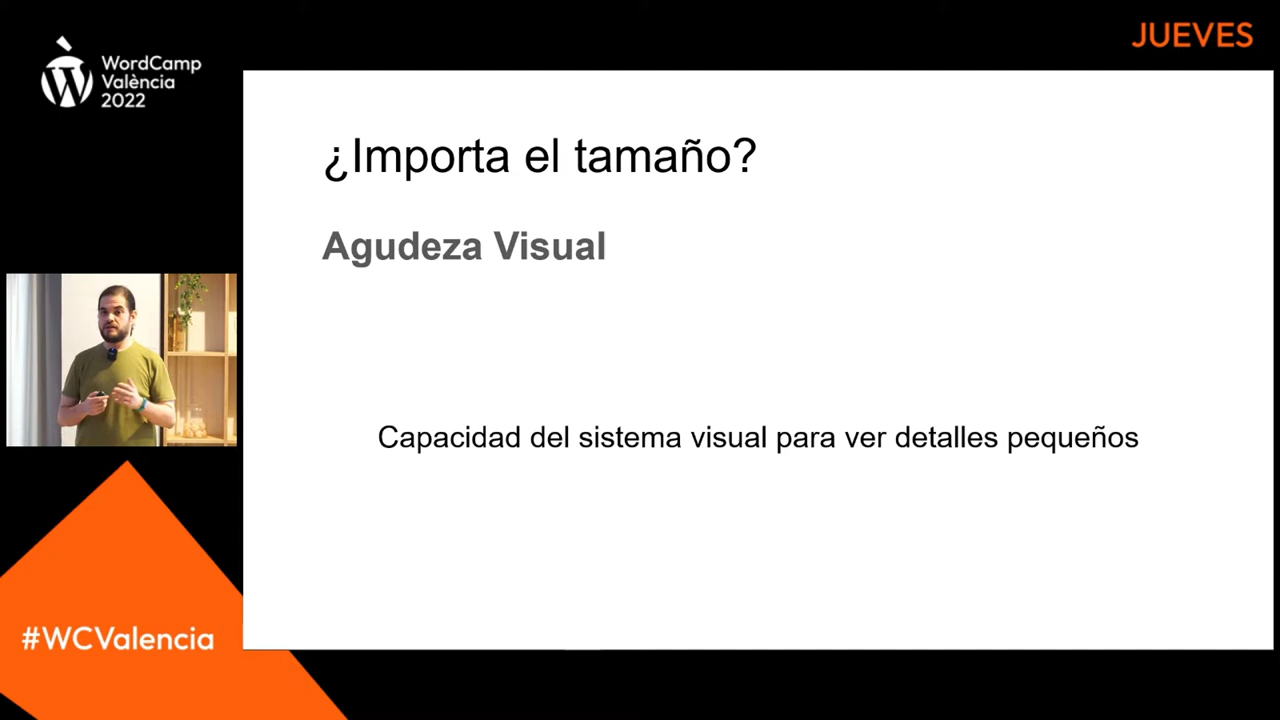 JUEVES
WordCamp
València
2022
¿Importa el tamaño?
Agudeza Visual
Capacidad del sistema visual para ver detalles pequeños
#WCValencia